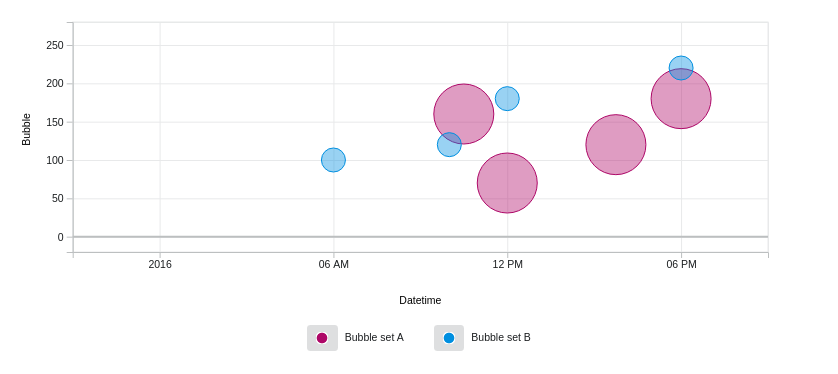 250
200
150
100
50
0
Bubble
2016
06 AM
12 PM
06 PM
Datetime
Bubble set A
Bubble set B